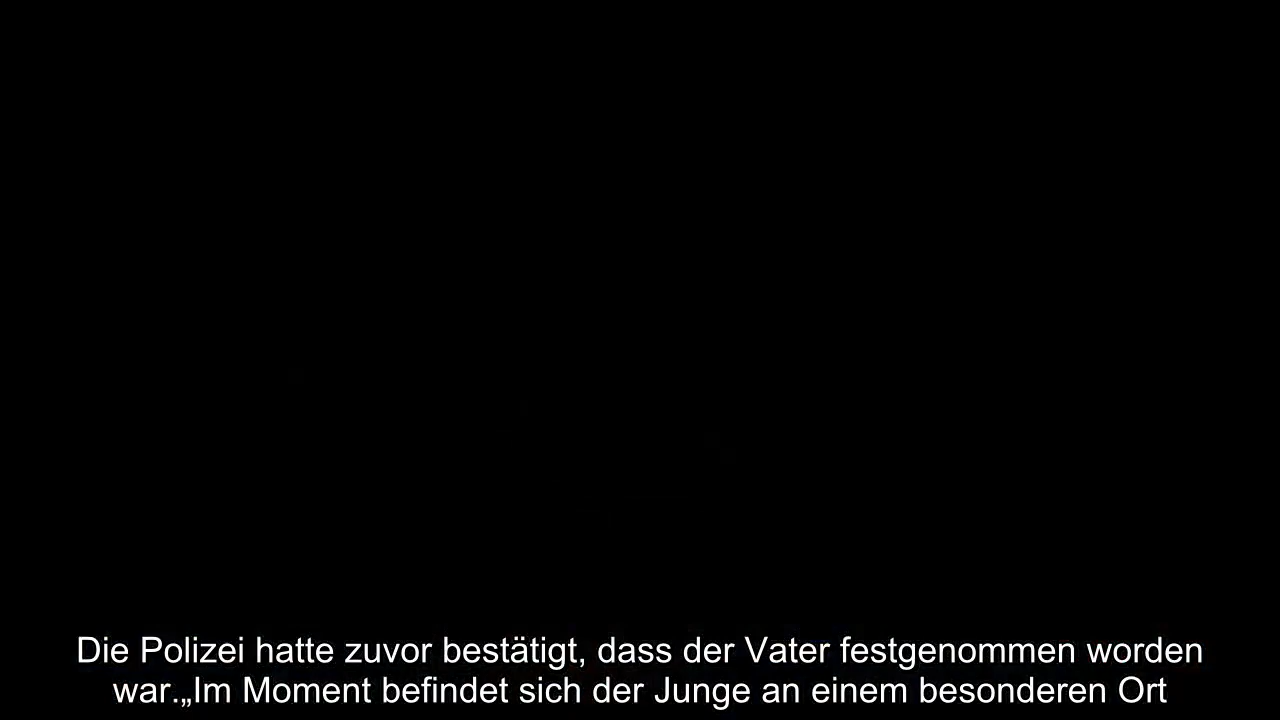 Die Polizei hatte zuvor bestätigt, dass der Vater festgenommen worden
war.„Im Moment befindet sich der Junge an einem besonderen Ort